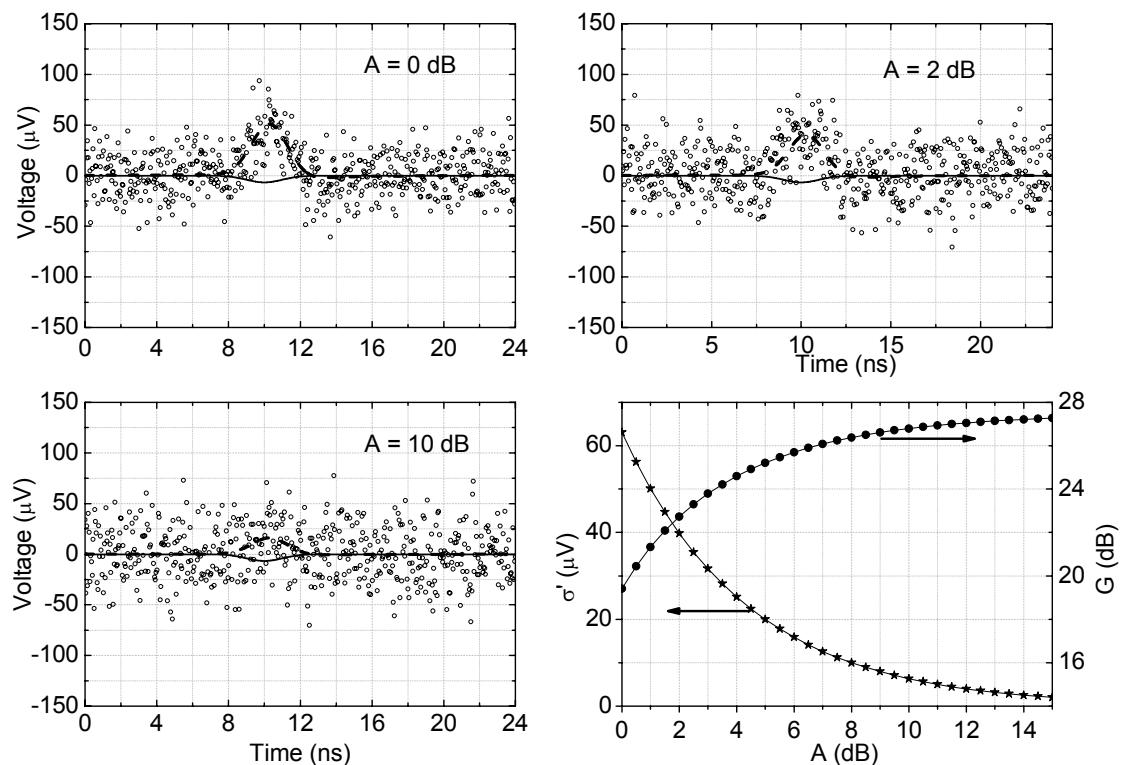 150
100
50
0
-50
-100
-150
Voltage (μV)
A = 0 dB
0 4 8 12 16 20 24
150
100
50
0
-50
-100
-150
A = 2 dB
0 5 10 15 20
Time (ns)
150
100
50
0
-50
-100
-150
Voltage (μV)
A = 10 dB
0 4 8 12 16 20 24
Time (ns)
60
40
20
0
σ' (μV)
28
24
20
16
G (dB)
0 2 4 6 8 10 12 14
A (dB)